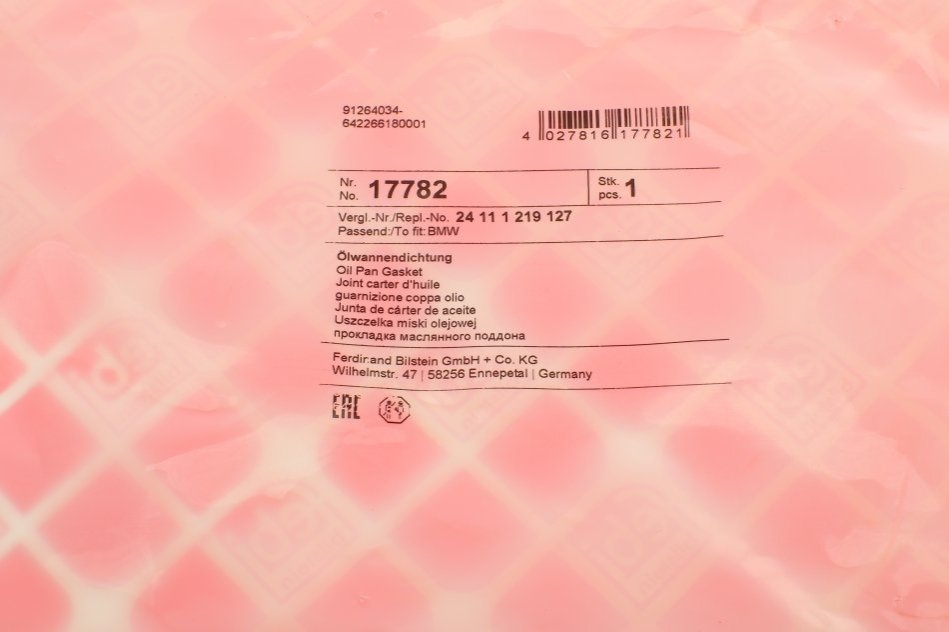 91264034-
642266180001
4 027816 177821
Nr.
No. 17782
Stk.
pcs. 1
Vergl.-Nr./Repl.-No. 24 11 1 219 127
Passend:/To fit: BMW
Ölwannendichtung
Oil Pan Gasket
Joint carter d'huile
guarnizione coppa olio
Junta de cárter de aceite
Uszczelka miski olejowej
прокладка маслянного поддона
Ferdinand Bilstein GmbH + Co. KG
Wilhelmstr. 47 | 58256 Ennepetal | Germany
EAC